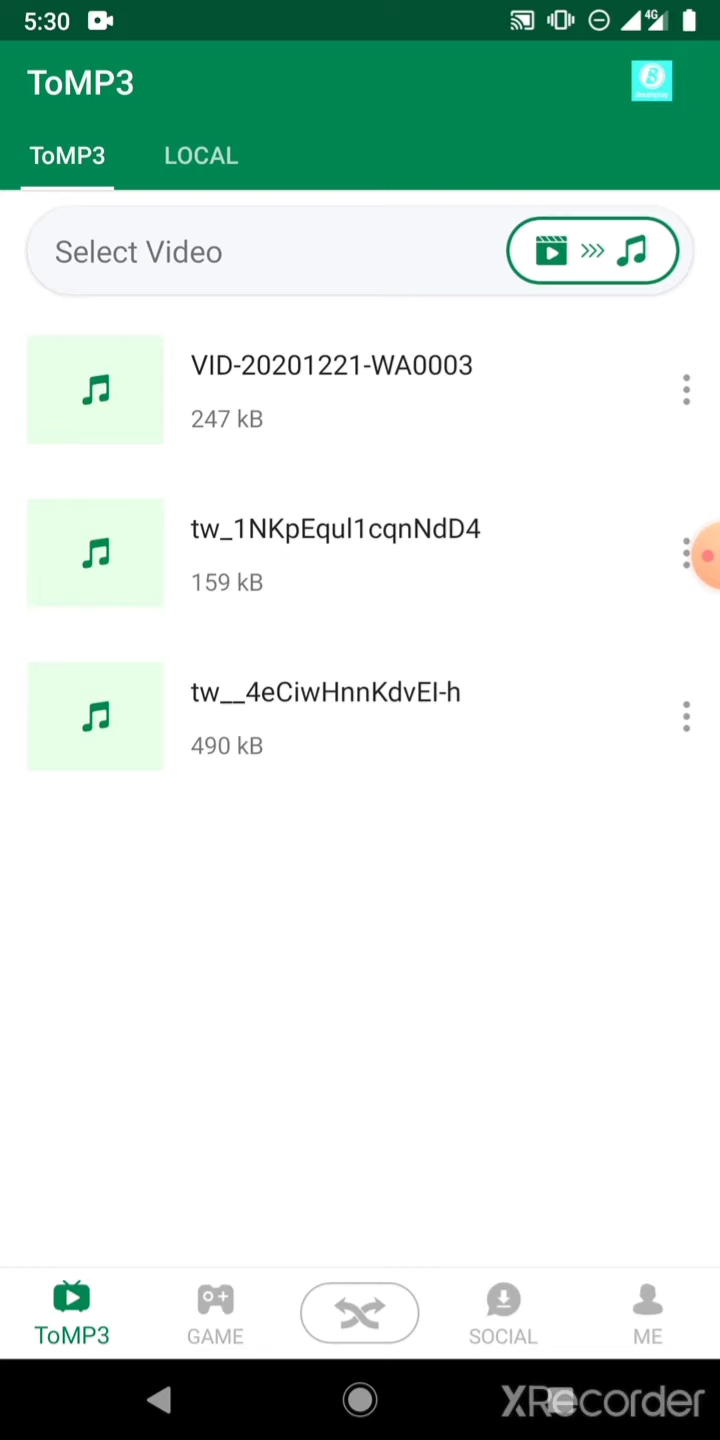 5:30
4G
ToMP3
B
ToMP3 LOCAL
Select Video
VID-20201221-WA0003
247 kB
tw_1NKpEqul1cqnNdD4
159 kB
tw__4eCiwHnnKdvEI-h
490 kB
ToMP3 GAME SOCIAL ME
XRecorder